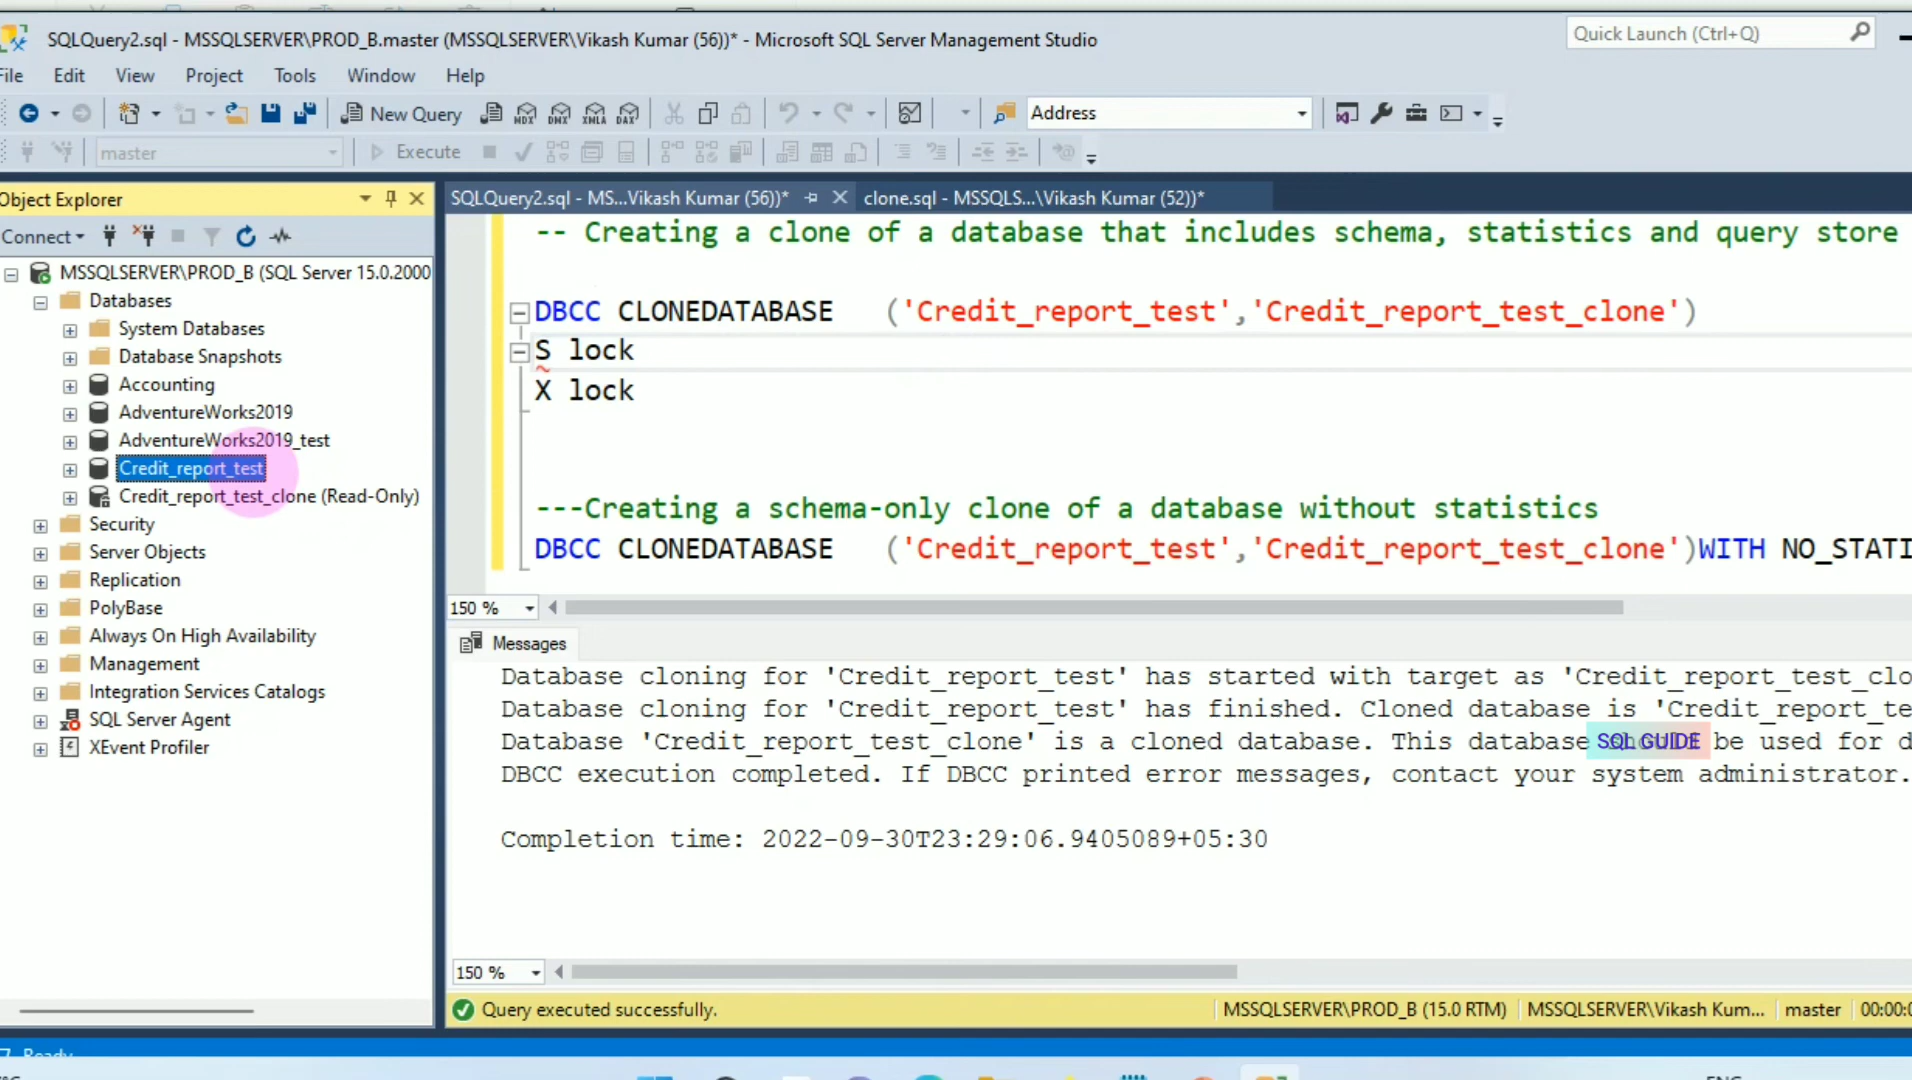 SQLQuery2.sql - MSSQLSERVER\PROD_B.master (MSSQLSERVER\Vikash Kumar (56))* - Microsoft SQL Server Management Studio
Quick Launch (Ctrl+Q)
File Edit View Project Tools Window Help
New Query MDX DMX XMLA DAX Address
master Execute
Object Explorer
SQLQuery2.sql - MS...Vikash Kumar (56))* clone.sql - MSSQLS...\Vikash Kumar (52))*
Connect
MSSQLSERVER\PROD_B (SQL Server 15.0.2000
Databases
System Databases
Database Snapshots
Accounting
AdventureWorks2019
AdventureWorks2019_test
Credit_report_test
Credit_report_test_clone (Read-Only)
Security
Server Objects
Replication
PolyBase
Always On High Availability
Management
Integration Services Catalogs
SQL Server Agent
XEvent Profiler
-- Creating a clone of a database that includes schema, statistics and query store
DBCC CLONEDATABASE ('Credit_report_test','Credit_report_test_clone')
S lock
X lock
---Creating a schema-only clone of a database without statistics
DBCC CLONEDATABASE ('Credit_report_test','Credit_report_test_clone')WITH NO_STATI
150 %
Messages
Database cloning for 'Credit_report_test' has started with target as 'Credit_report_test_clo
Database cloning for 'Credit_report_test' has finished. Cloned database is 'Credit_report_te
Database 'Credit_report_test_clone' is a cloned database. This database should be used for d
SQL GUIDE
DBCC execution completed. If DBCC printed error messages, contact your system administrator.
Completion time: 2022-09-30T23:29:06.9405089+05:30
150 %
Query executed successfully. MSSQLSERVER\PROD_B (15.0 RTM) MSSQLSERVER\Vikash Kum... master 00:00:0
Ready